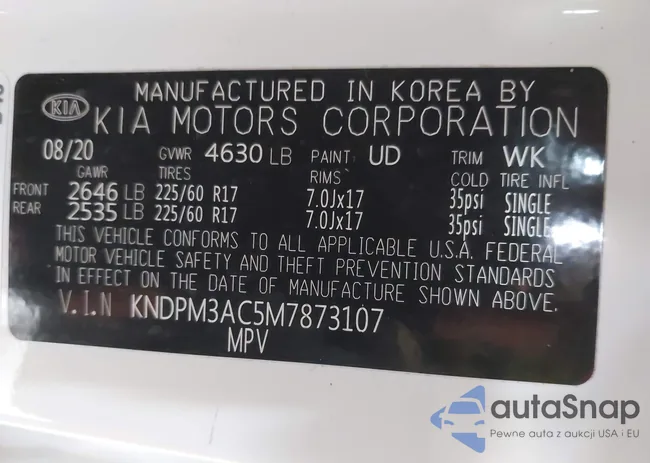 MANUFACTURED IN KOREA BY
KIA KIA MOTORS CORPORATION
08/20 GVWR 4630 LB PAINT: UD TRIM WK
GAWR TIRES RIMS COLD TIRE INFL
FRONT 2646 LB 225/60 R17 7.0Jx17 35psi SINGLE
REAR 2535 LB 225/60 R17 7.0Jx17 35psi SINGLE
THIS VEHICLE CONFORMS TO ALL APPLICABLE U.S.A. FEDERAL
MOTOR VEHICLE SAFETY AND THEFT PREVENTION STANDARDS
IN EFFECT ON THE DATE OF MANUFACTURE SHOWN ABOVE.
V.I.N KNDPM3AC5M7873107
MPV
autaSnap
Pewne auta z aukcji USA i EU